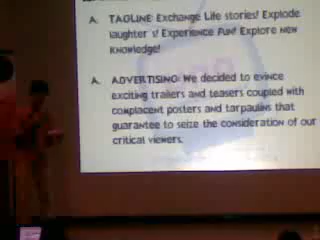 A. TAGLINE: Exchange Life stories! Explode
laughter's! Experience Fun! Explore new
Knowledge!
A. ADVERTISING: We decided to evince
exciting trailers and teasers coupled with
complacent posters and tarpaulins that
guarantee to seize the consideration of our
critical viewers.